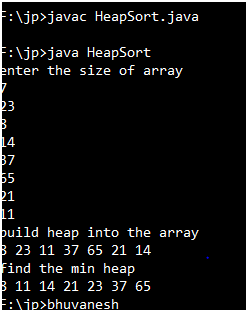 F:\jp>javac HeapSort.java
F:\jp>java HeapSort
enter the size of array
7
23
3
14
37
65
21
11
build heap into the array
3 23 11 37 65 21 14
find the min heap
3 11 14 21 23 37 65
F:\jp>bhuvanesh